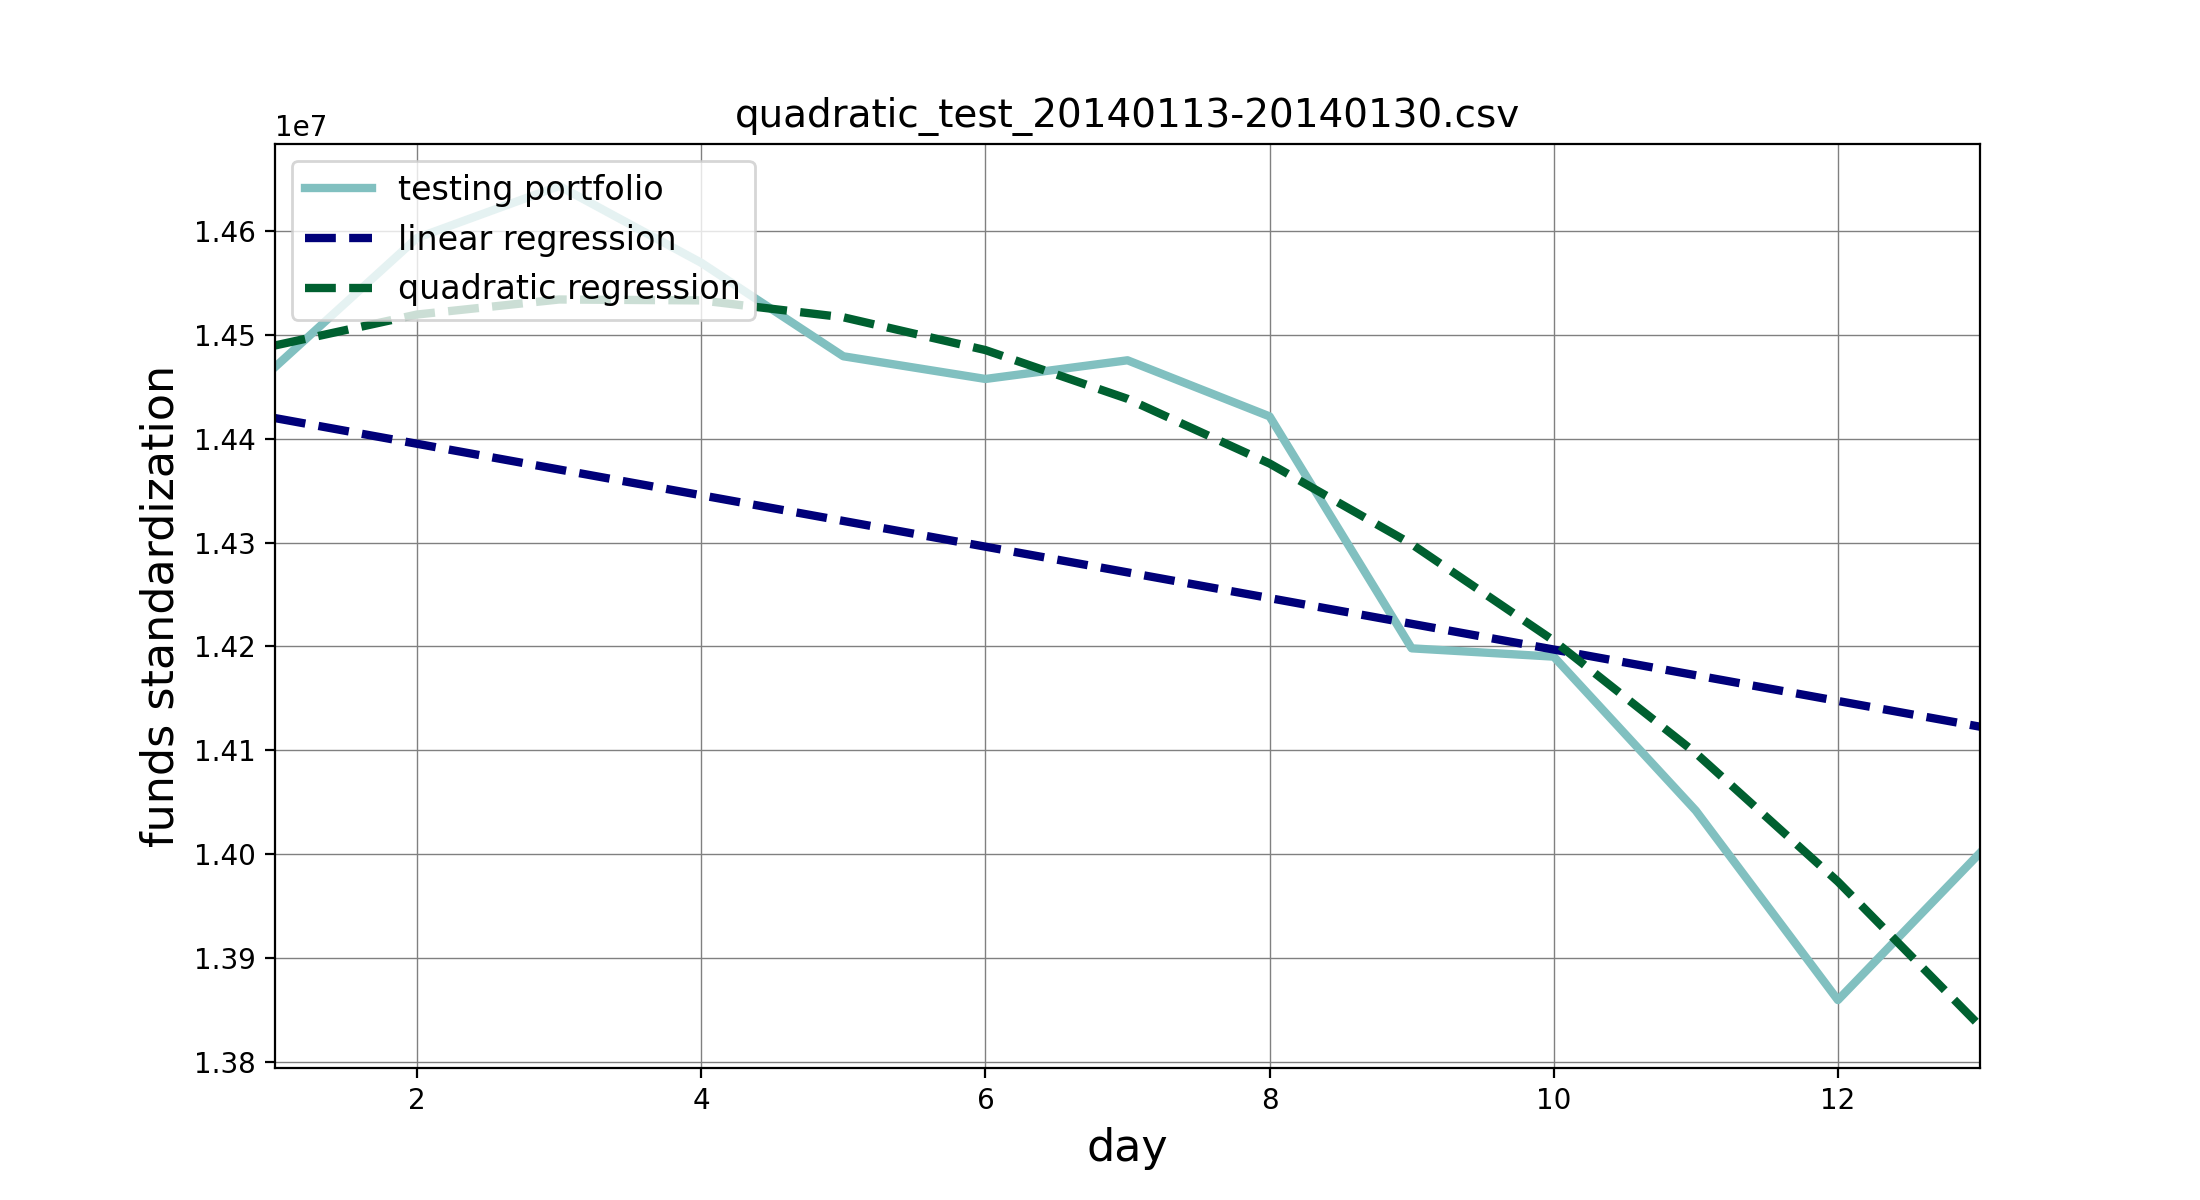 quadratic_test_20140113-20140130.csv
1e7
testing portfolio
linear regression
quadratic regression
funds standardization
1.46
1.45
1.44
1.43
1.42
1.41
1.40
1.39
1.38
2 4 6 8 10 12
day